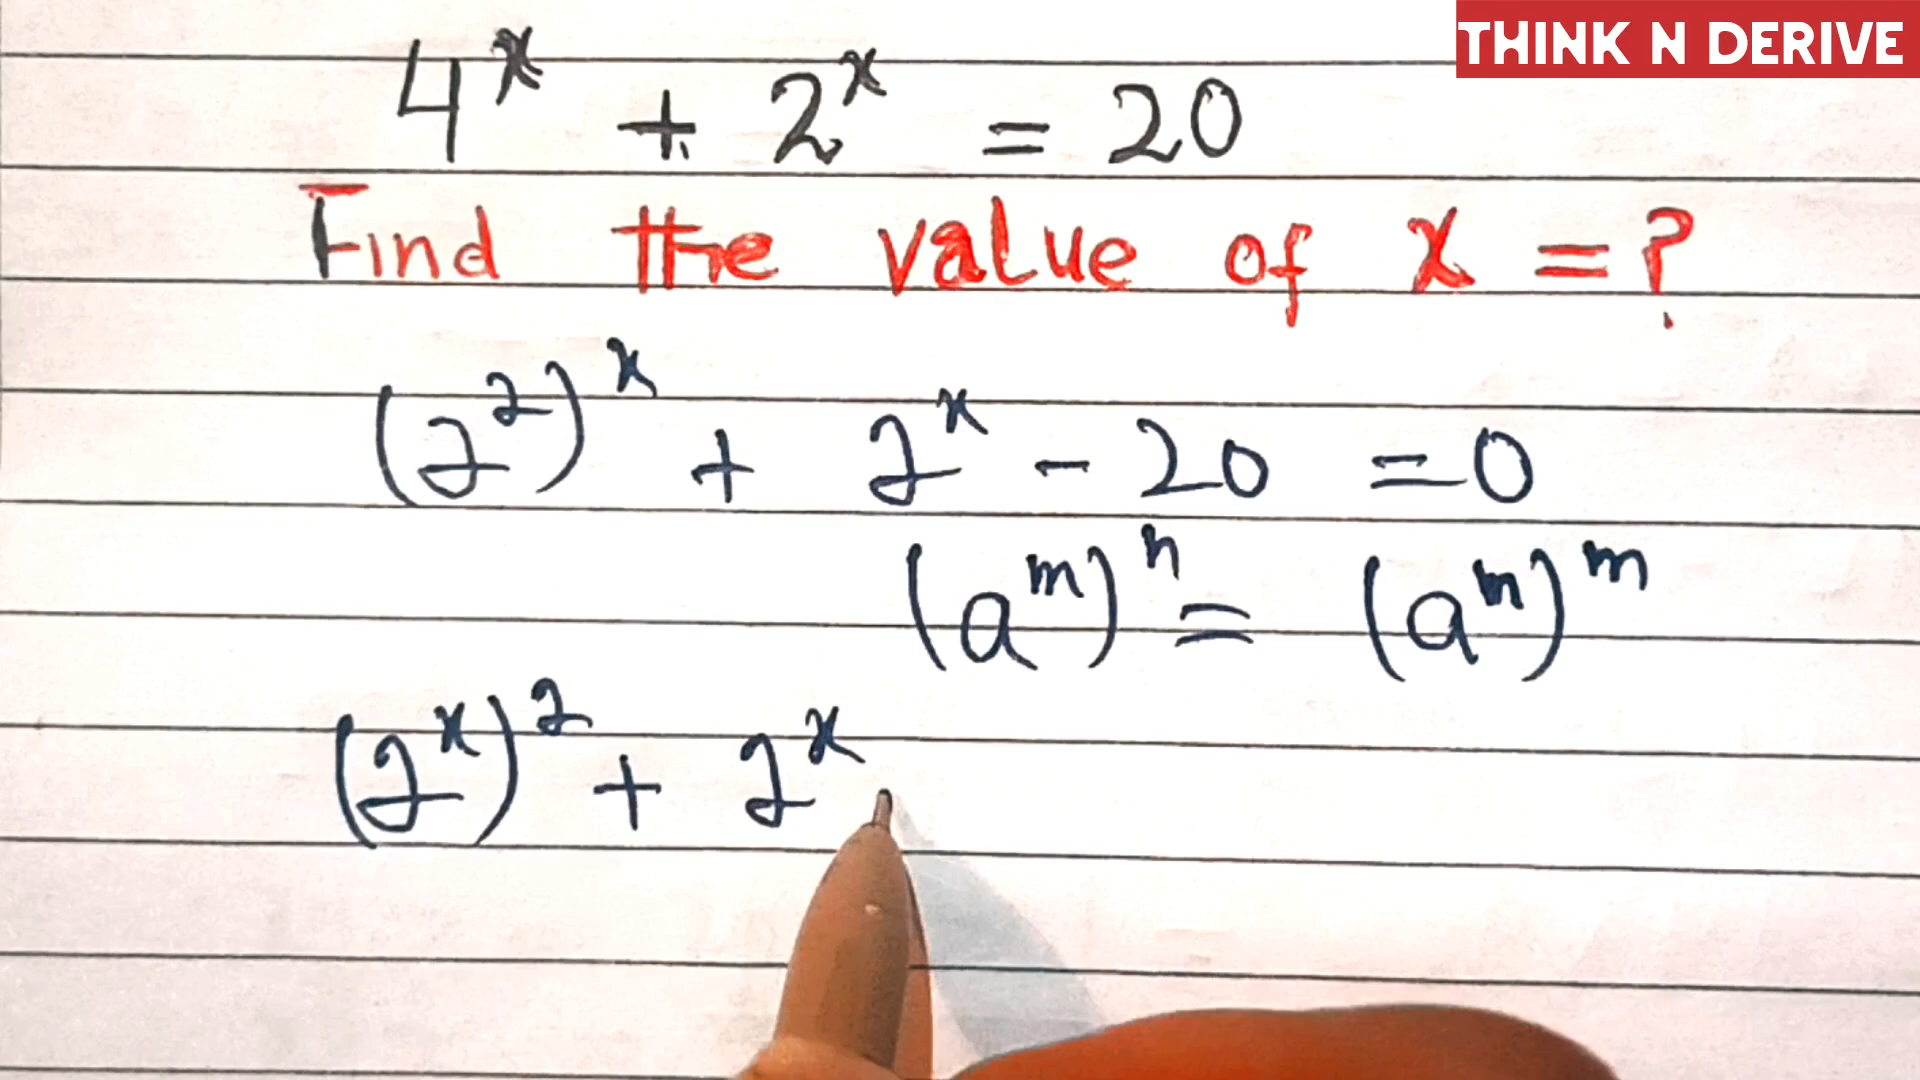 THINK N DERIVE
4^x + 2^x = 20
Find the value of x = ?
(2^2)^x + 2^x - 20 = 0
(a^m)^n = (a^n)^m
(2^x)^2 + 2^x